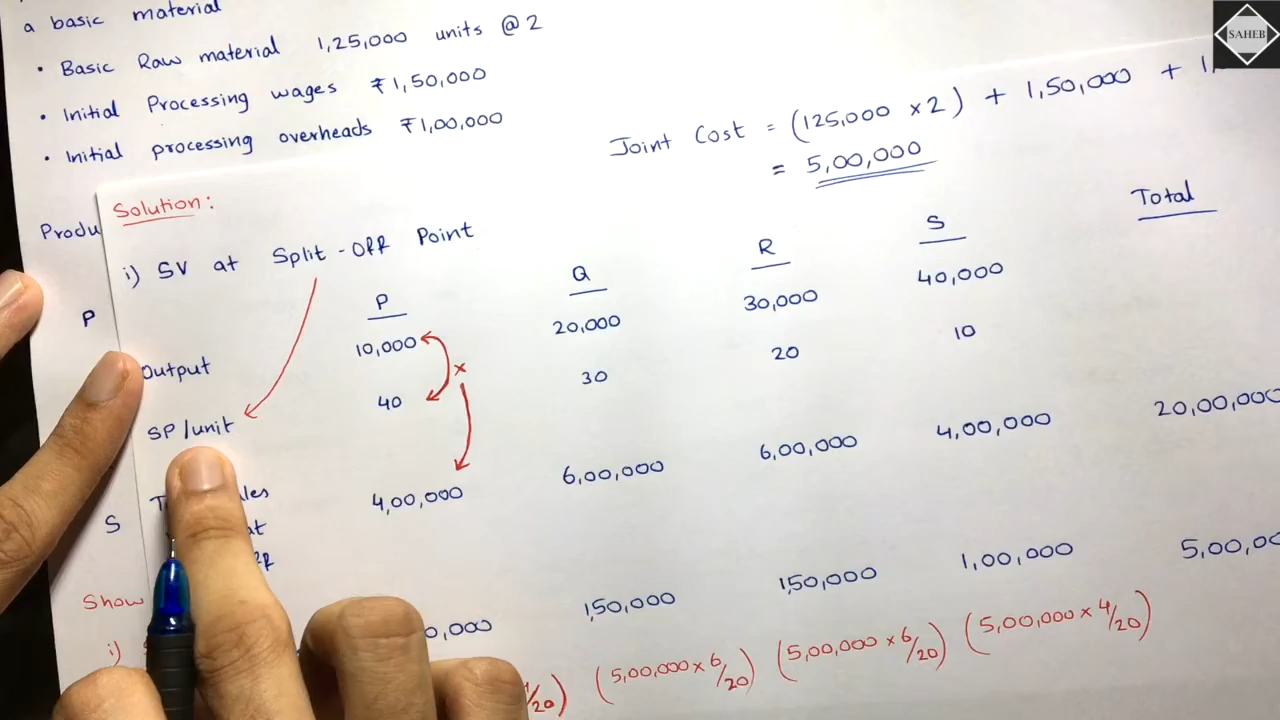 a basic material
• Basic Raw material 1,25,000 units @ 2
• Initial Processing wages ₹1,50,000
• Initial processing overheads ₹1,00,000
SAHEB
Joint Cost = (125,000 × 2) + 1,50,000 +
= 5,00,000
Solution:
i) SV at Split-Off Point
P Q R S Total
P
Output 10,000 20,000 30,000 40,000
SP/unit 40 30 20 10
×
4,00,000 6,00,000 6,00,000 4,00,000 20,00,000
S
Show
150,000 150,000 1,00,000
(5,00,000 × 6/20) (5,00,000 × 6/20) (5,00,000 × 4/20)
i)